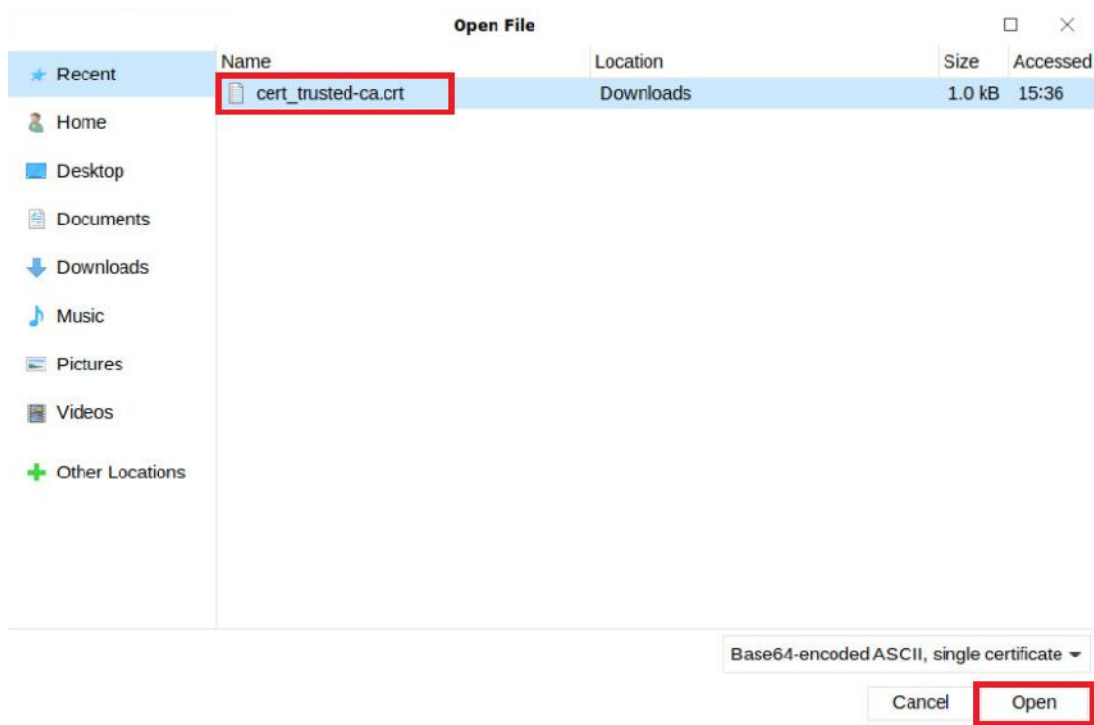 Open File
Recent
Home
Desktop
Documents
Downloads
Music
Pictures
Videos
Other Locations
Name Location Size Accessed
cert_trusted-ca.crt Downloads 1.0 kB 15:36
Base64-encoded ASCII, single certificate
Cancel Open